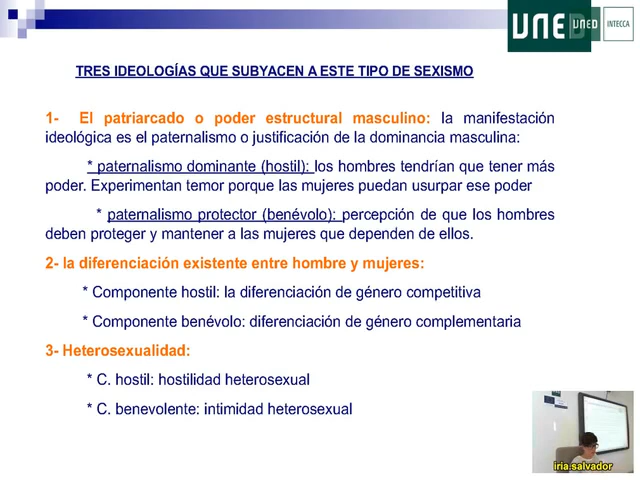 UNED
UNED
INTECCA
TRES IDEOLOGÍAS QUE SUBYACEN A ESTE TIPO DE SEXISMO
1- El patriarcado o poder estructural masculino: la manifestación
ideológica es el paternalismo o justificación de la dominancia masculina:
* paternalismo dominante (hostil): los hombres tendrían que tener más
poder. Experimentan temor porque las mujeres puedan usurpar ese poder
* paternalismo protector (benévolo): percepción de que los hombres
deben proteger y mantener a las mujeres que dependen de ellos.
2- la diferenciación existente entre hombre y mujeres:
* Componente hostil: la diferenciación de género competitiva
* Componente benévolo: diferenciación de género complementaria
3- Heterosexualidad:
* C. hostil: hostilidad heterosexual
* C. benevolente: intimidad heterosexual
iria.salvador